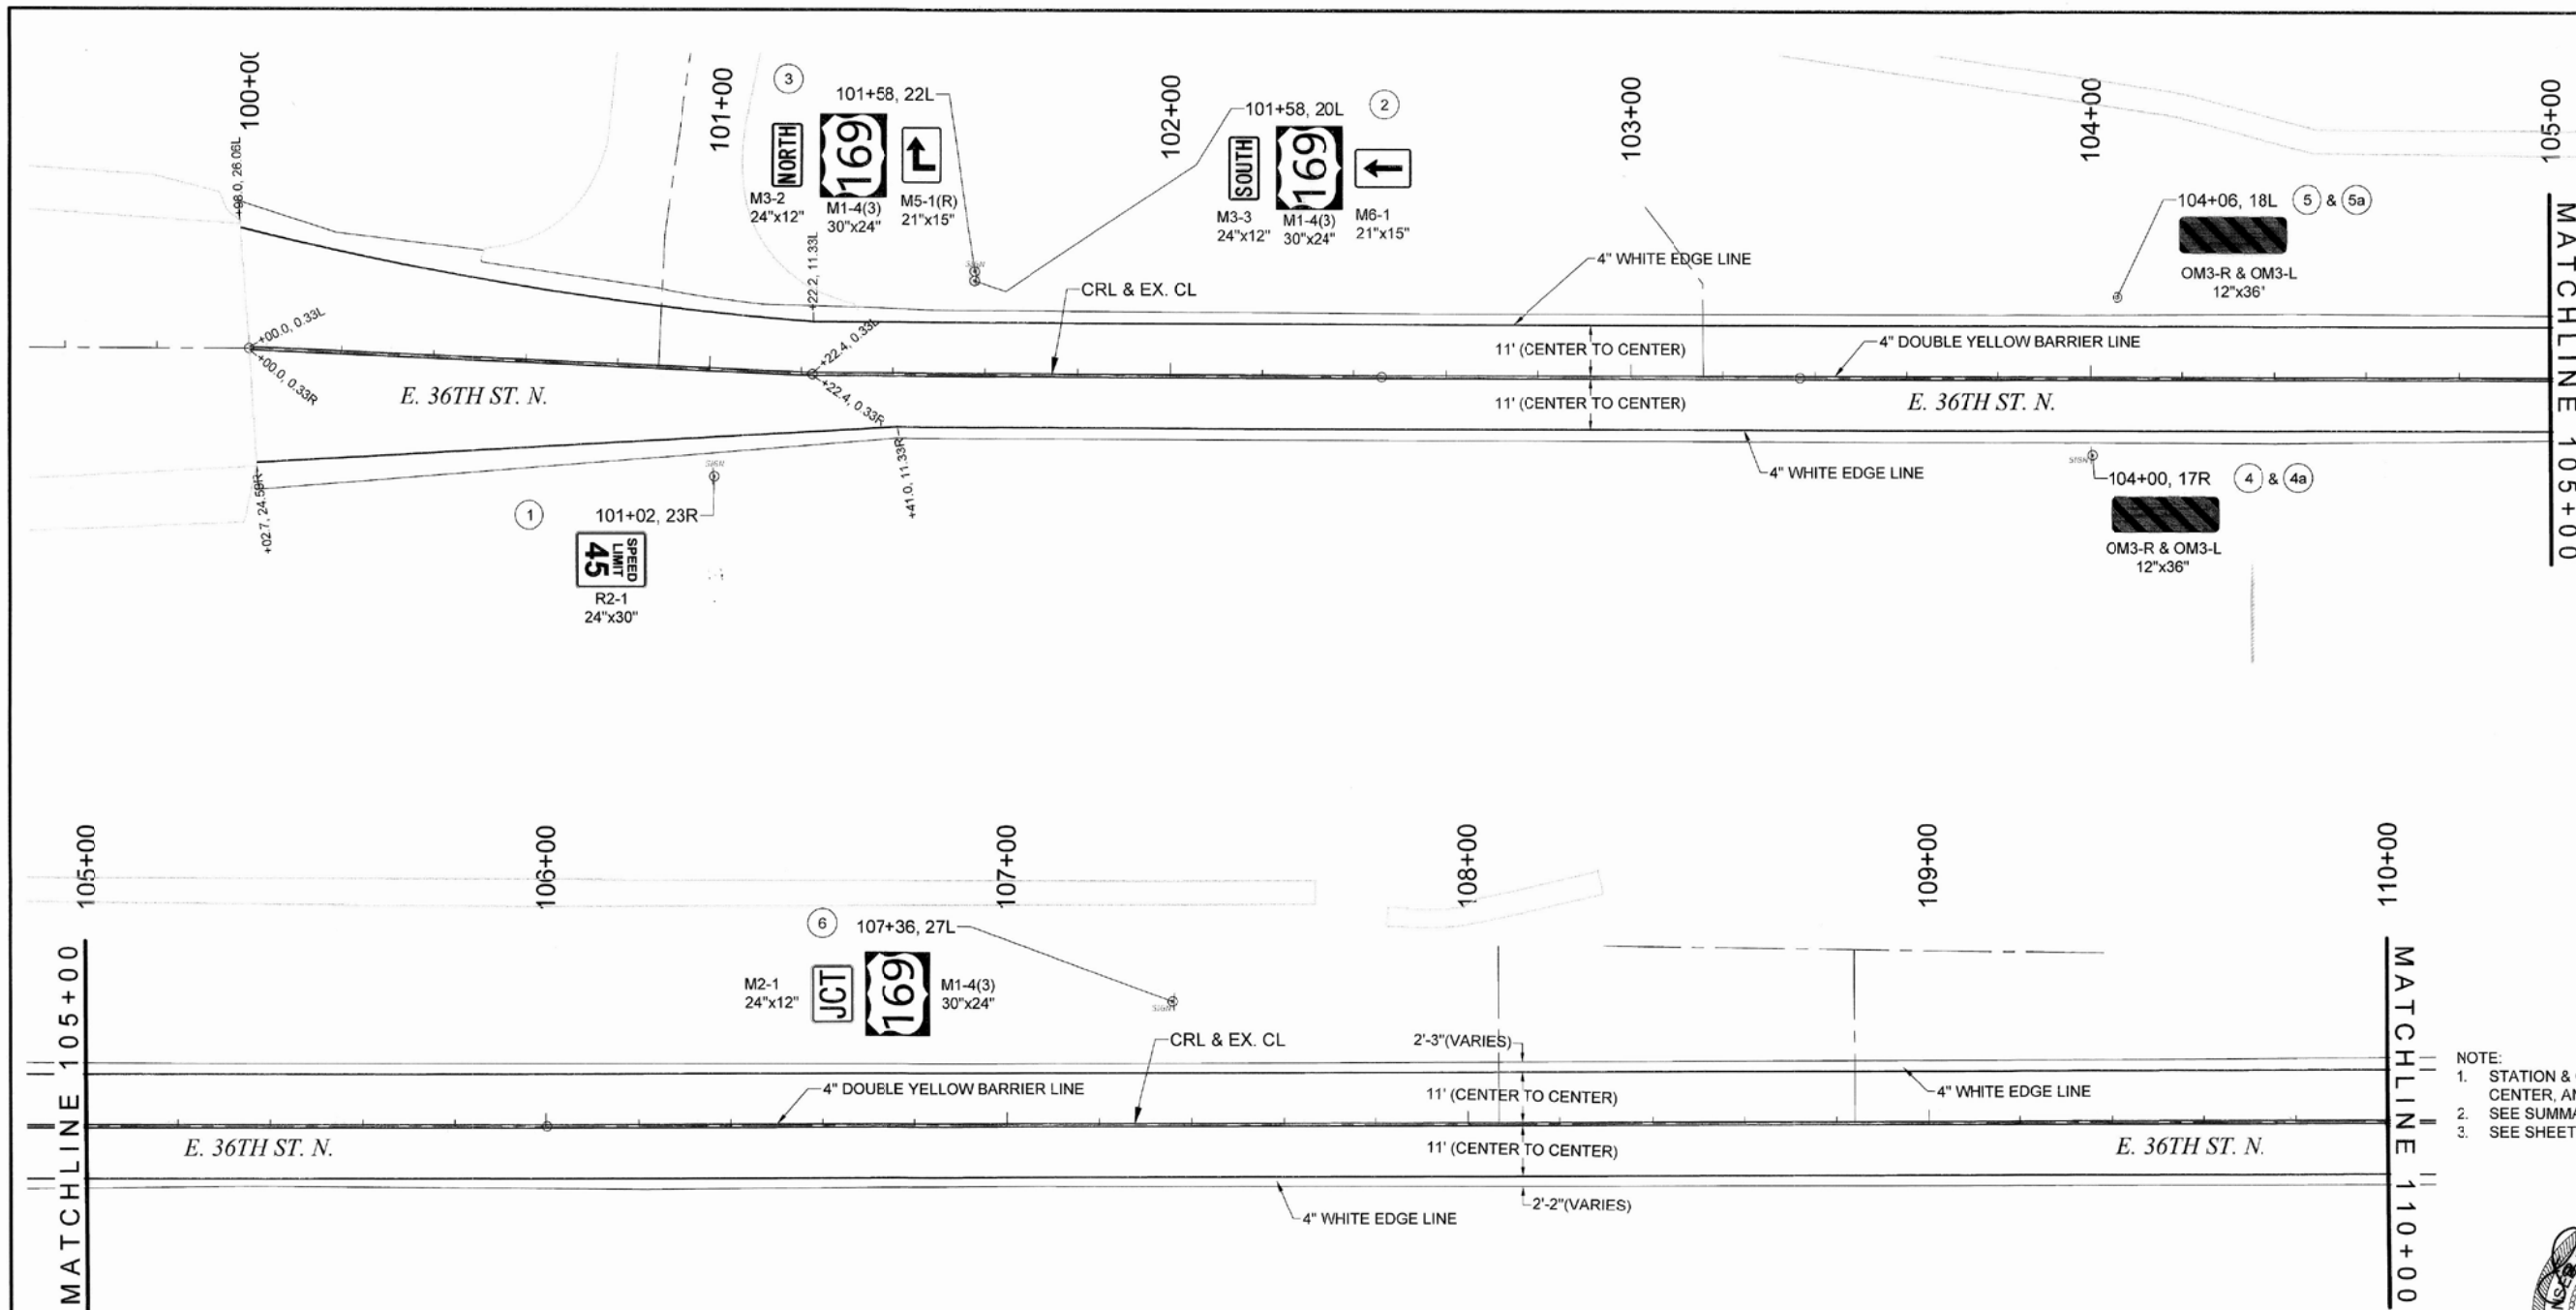 100+0(
101+00
102+00
103+00
104+00
105+00
+98.0, 26.06L
3
101+58, 22L
NORTH
169
M3-2
24"x12"
M1-4(3)
30"x24"
M5-1(R)
21"x15"
101+58, 20L
2
SOUTH
169
M3-3
24"x12"
M1-4(3)
30"x24"
M6-1
21"x15"
104+06, 18L
5 & 5a
OM3-R & OM3-L
12"x36'
MATCHLINE 105+00
+22.2, 11.33L
SIGN
CRL & EX. CL
4" WHITE EDGE LINE
+00.0, 0.33L
+00.0, 0.33R
+22.4, 0.33L
+22.4, 0.33R
11' (CENTER TO CENTER)
4" DOUBLE YELLOW BARRIER LINE
E. 36TH ST. N.
11' (CENTER TO CENTER)
E. 36TH ST. N.
+02.7, 24.59R
+41.0, 11.33R
SIGN
4" WHITE EDGE LINE
SIGN
104+00, 17R
4 & 4a
OM3-R & OM3-L
12"x36"
1
101+02, 23R
SPEED
LIMIT
45
R2-1
24"x30"
105+00
106+00
107+00
108+00
109+00
110+00
6
107+36, 27L
M2-1
24"x12"
JCT
169
M1-4(3)
30"x24"
SIGN
MATCHLINE 105+00
MATCHLINE 110+00
CRL & EX. CL
2'-3"(VARIES)
4" DOUBLE YELLOW BARRIER LINE
11' (CENTER TO CENTER)
4" WHITE EDGE LINE
E. 36TH ST. N.
11' (CENTER TO CENTER)
E. 36TH ST. N.
4" WHITE EDGE LINE
2'-2"(VARIES)
NOTE:
1. STATION &
CENTER, AN
2. SEE SUMMA
3. SEE SHEET